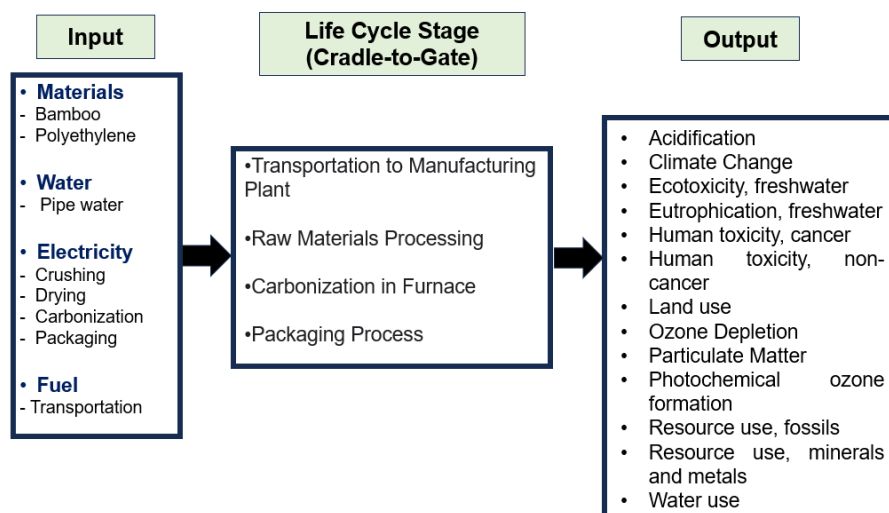 Input
• Materials
- Bamboo
- Polyethylene
• Water
- Pipe water
• Electricity
- Crushing
- Drying
- Carbonization
- Packaging
• Fuel
- Transportation
Life Cycle Stage
(Cradle-to-Gate)
•Transportation to Manufacturing
Plant
•Raw Materials Processing
•Carbonization in Furnace
•Packaging Process
Output
• Acidification
• Climate Change
• Ecotoxicity, freshwater
• Eutrophication, freshwater
• Human toxicity, cancer
• Human toxicity, non-
cancer
• Land use
• Ozone Depletion
• Particulate Matter
• Photochemical ozone
formation
• Resource use, fossils
• Resource use, minerals
and metals
• Water use